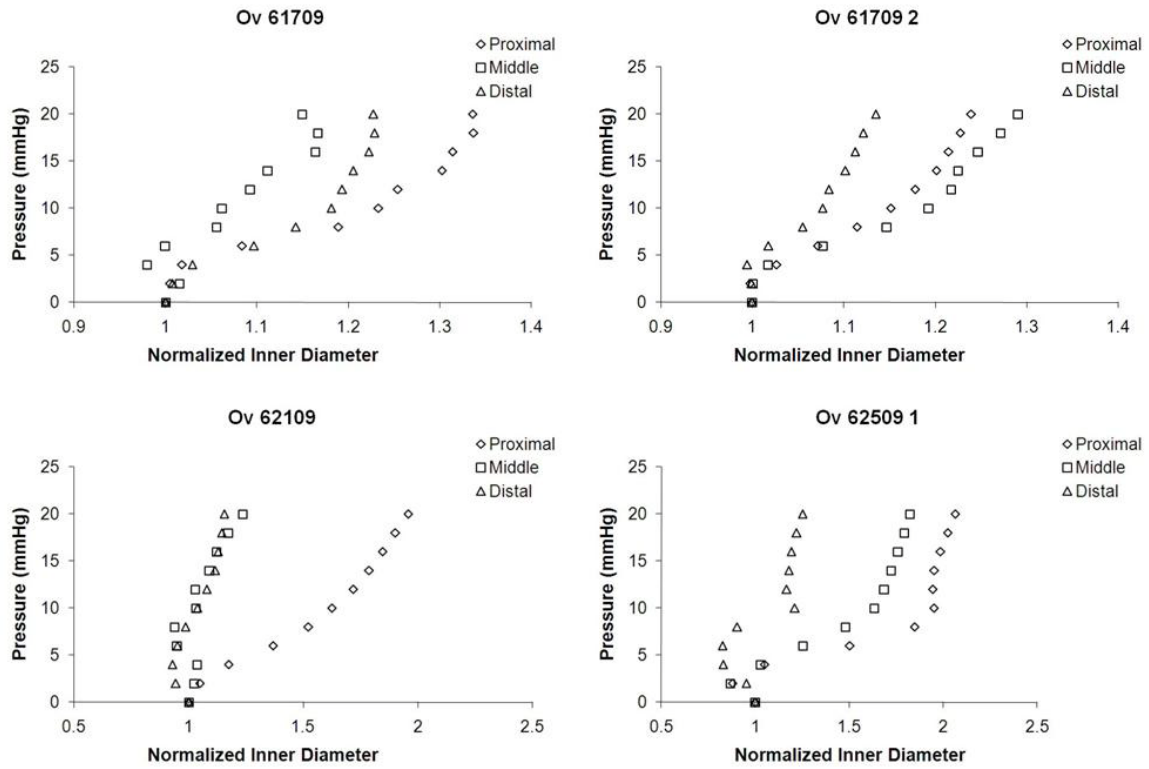 Ov 61709
Proximal
Middle
Distal
25
20
15
10
5
0
Pressure (mmHg)
0.9 1 1.1 1.2 1.3 1.4
Normalized Inner Diameter
Ov 61709 2
Proximal
Middle
Distal
25
20
15
10
5
0
Pressure (mmHg)
0.9 1 1.1 1.2 1.3 1.4
Normalized Inner Diameter
Ov 62109
Proximal
Middle
Distal
25
20
15
10
5
0
Pressure (mmHg)
0.5 1 1.5 2 2.5
Normalized Inner Diameter
Ov 62509 1
Proximal
Middle
Distal
25
20
15
10
5
0
Pressure (mmHg)
0.5 1 1.5 2 2.5
Normalized Inner Diameter